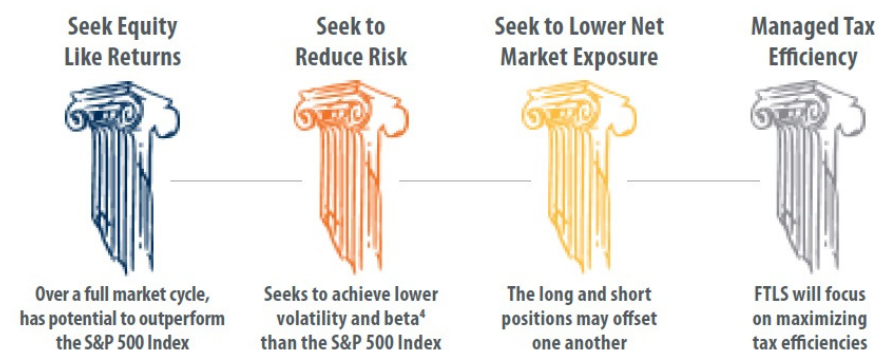 Seek Equity
Like Returns
Over a full market cycle,
has potential to outperform
the S&P 500 Index
Seek to
Reduce Risk
Seeks to achieve lower
volatility and beta⁴
than the S&P 500 Index
Seek to Lower Net
Market Exposure
The long and short
positions may offset
one another
Managed Tax
Efficiency
FTLS will focus
on maximizing
tax efficiencies